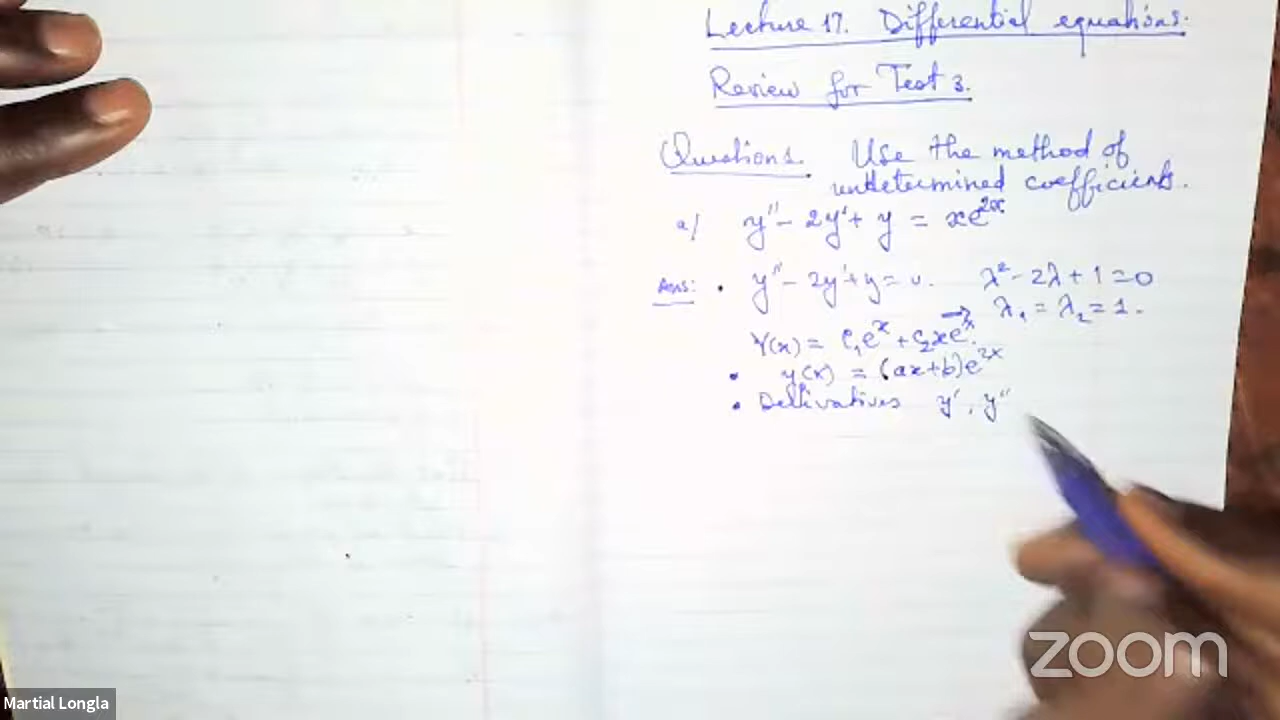 Lecture 17. Differential equations.
Review for Test 3.
Questions. Use the method of
undetermined coefficients.
a/ y'' - 2y' + y = xe^{2x}
Ans: • y'' - 2y' + y = 0. λ² - 2λ + 1 = 0
→ λ₁ = λ₂ = 1.
Y(x) = c₁e^x + c₂xe^x.
• y(x) = (ax+b)e^{2x}
• Derivatives y', y''
zoom
Martial Longla